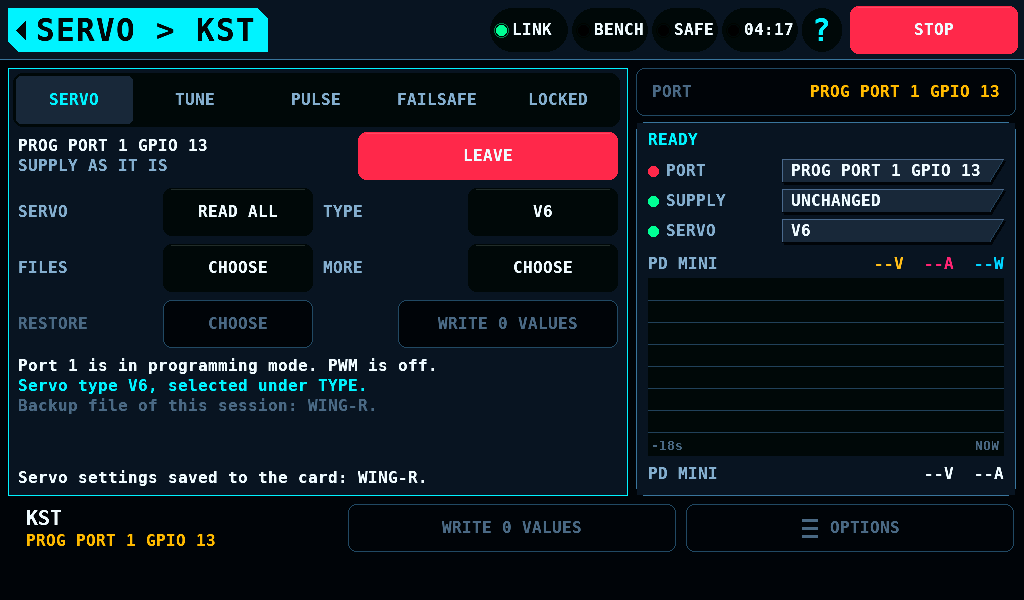 SERVO > KST
LINK
BENCH
SAFE
04:17
?
STOP
SERVO
TUNE
PULSE
FAILSAFE
LOCKED
PORT
PROG PORT 1 GPIO 13
PROG PORT 1 GPIO 13
SUPPLY AS IT IS
LEAVE
SERVO
READ ALL
TYPE
V6
FILES
CHOOSE
MORE
CHOOSE
RESTORE
CHOOSE
WRITE 0 VALUES
Port 1 is in programming mode. PWM is off.
Servo type V6, selected under TYPE.
Backup file of this session: WING-R.
Servo settings saved to the card: WING-R.
READY
PORT
PROG PORT 1 GPIO 13
SUPPLY
UNCHANGED
SERVO
V6
PD MINI
--V
--A
--W
-18s
NOW
PD MINI
--V
--A
KST
PROG PORT 1 GPIO 13
WRITE 0 VALUES
OPTIONS